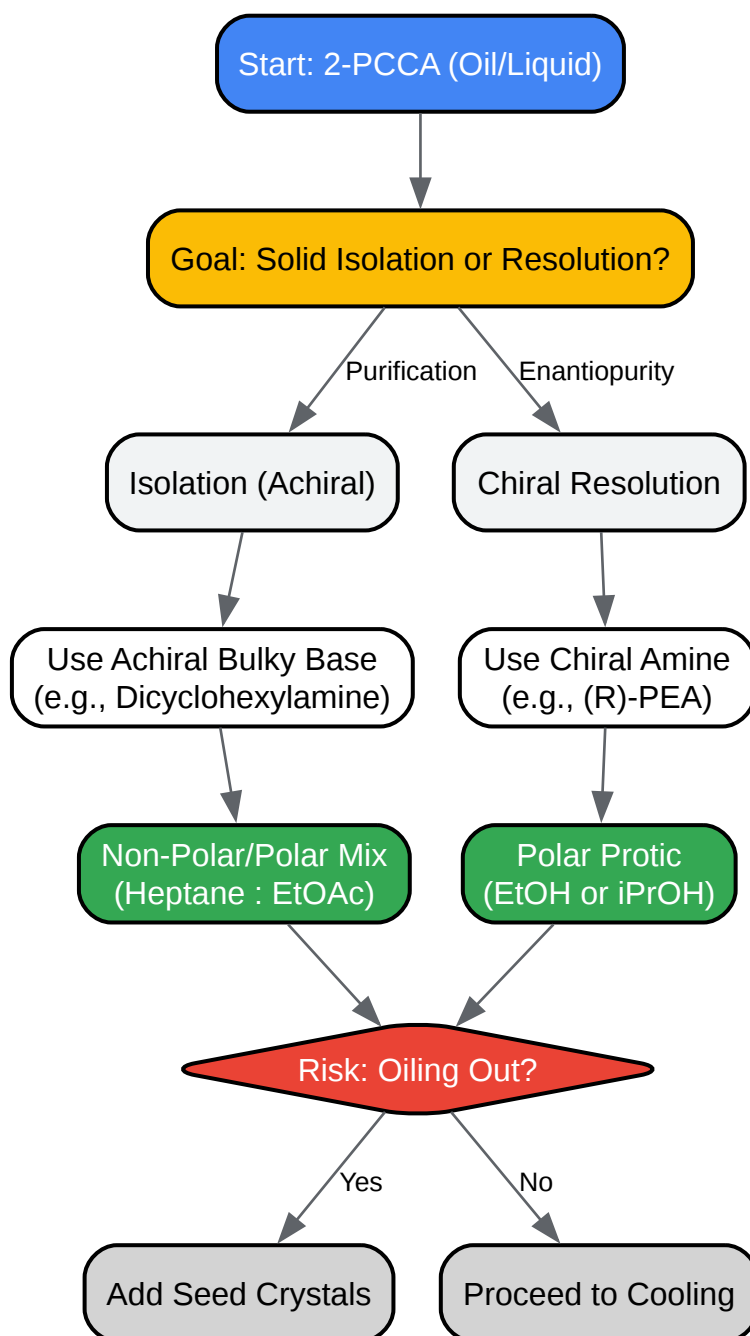 Start: 2-PCCA (Oil/Liquid)
Goal: Solid Isolation or Resolution?
Purification
Enantiopurity
Isolation (Achiral)
Chiral Resolution
Use Achiral Bulky Base
(e.g., Dicyclohexylamine)
Use Chiral Amine
(e.g., (R)-PEA)
Non-Polar/Polar Mix
(Heptane : EtOAc)
Polar Protic
(EtOH or iPrOH)
Risk: Oiling Out?
Yes
No
Add Seed Crystals
Proceed to Cooling